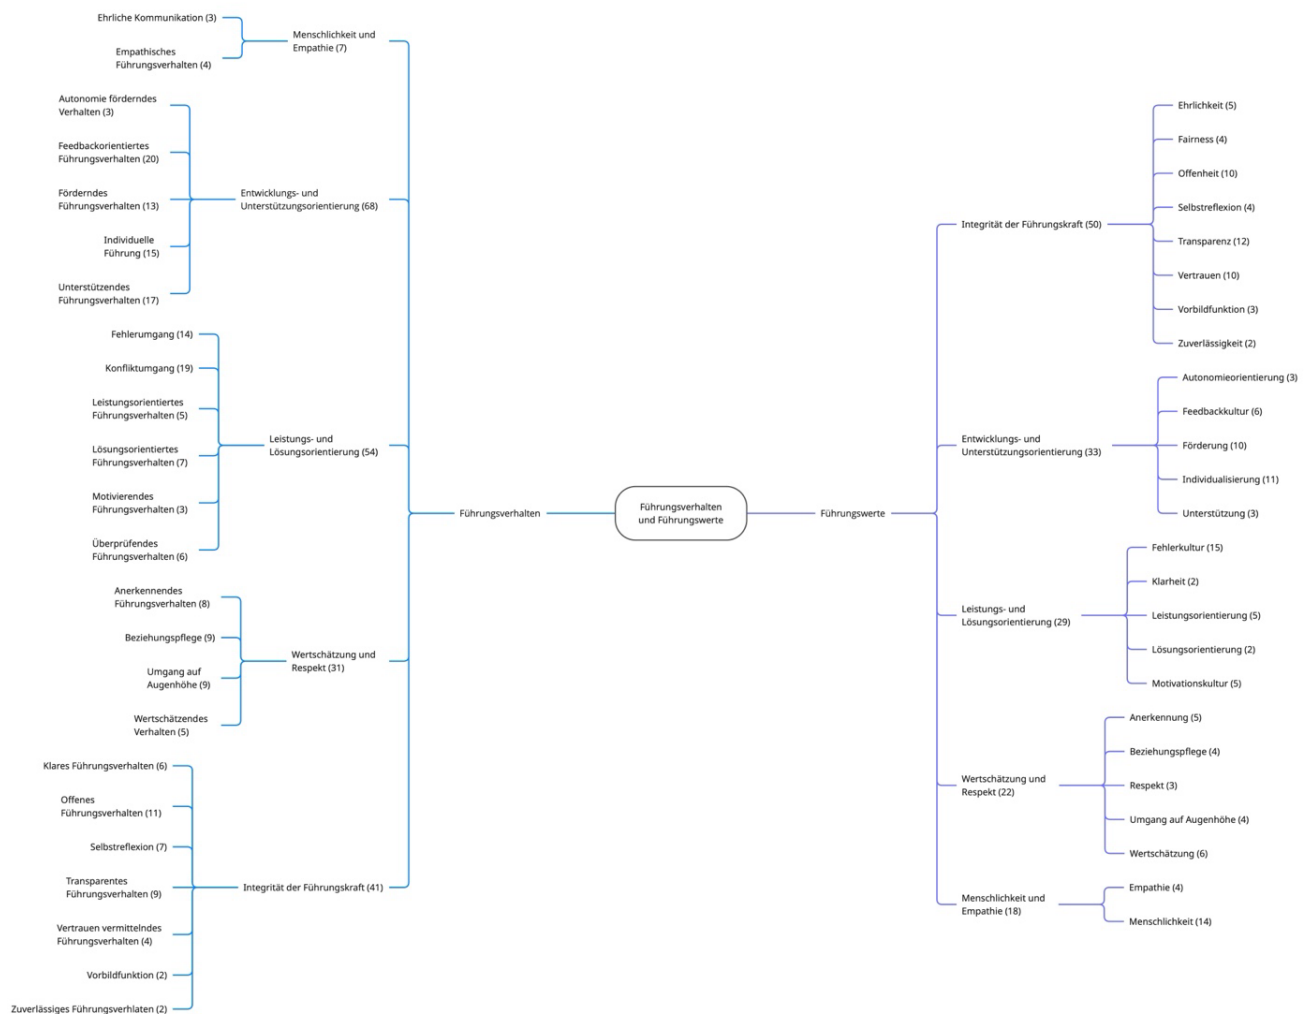 Ehrliche Kommunikation (3)
Empathisches
Führungsverhalten (4)
Menschlichkeit und
Empathie (7)
Autonomie förderndes
Verhalten (3)
Feedbackorientiertes
Führungsverhalten (20)
Förderndes
Führungsverhalten (13)
Individuelle
Führung (15)
Unterstützendes
Führungsverhalten (17)
Entwicklungs- und
Unterstützungsorientierung (68)
Fehlerumgang (14)
Konfliktumgang (19)
Leistungsorientiertes
Führungsverhalten (5)
Lösungsorientiertes
Führungsverhalten (7)
Motivierendes
Führungsverhalten (3)
Überprüfendes
Führungsverhalten (6)
Leistungs- und
Lösungsorientierung (54)
Anerkennendes
Führungsverhalten (8)
Beziehungspflege (9)
Umgang auf
Augenhöhe (9)
Wertschätzendes
Verhalten (5)
Wertschätzung und
Respekt (31)
Klares Führungsverhalten (6)
Offenes
Führungsverhalten (11)
Selbstreflexion (7)
Transparentes
Führungsverhalten (9)
Vertrauen vermittelndes
Führungsverhalten (4)
Vorbildfunktion (2)
Zuverlässiges Führungsverhlaten (2)
Integrität der Führungskraft (41)
Führungsverhalten
Führungsverhalten
und Führungswerte
Führungswerte
Integrität der Führungskraft (50)
Ehrlichkeit (5)
Fairness (4)
Offenheit (10)
Selbstreflexion (4)
Transparenz (12)
Vertrauen (10)
Vorbildfunktion (3)
Zuverlässigkeit (2)
Entwicklungs- und
Unterstützungsorientierung (33)
Autonomieorientierung (3)
Feedbackkultur (6)
Förderung (10)
Individualisierung (11)
Unterstützung (3)
Leistungs- und
Lösungsorientierung (29)
Fehlerkultur (15)
Klarheit (2)
Leistungsorientierung (5)
Lösungsorientierung (2)
Motivationskultur (5)
Wertschätzung und
Respekt (22)
Anerkennung (5)
Beziehungspflege (4)
Respekt (3)
Umgang auf Augenhöhe (4)
Wertschätzung (6)
Menschlichkeit und
Empathie (18)
Empathie (4)
Menschlichkeit (14)